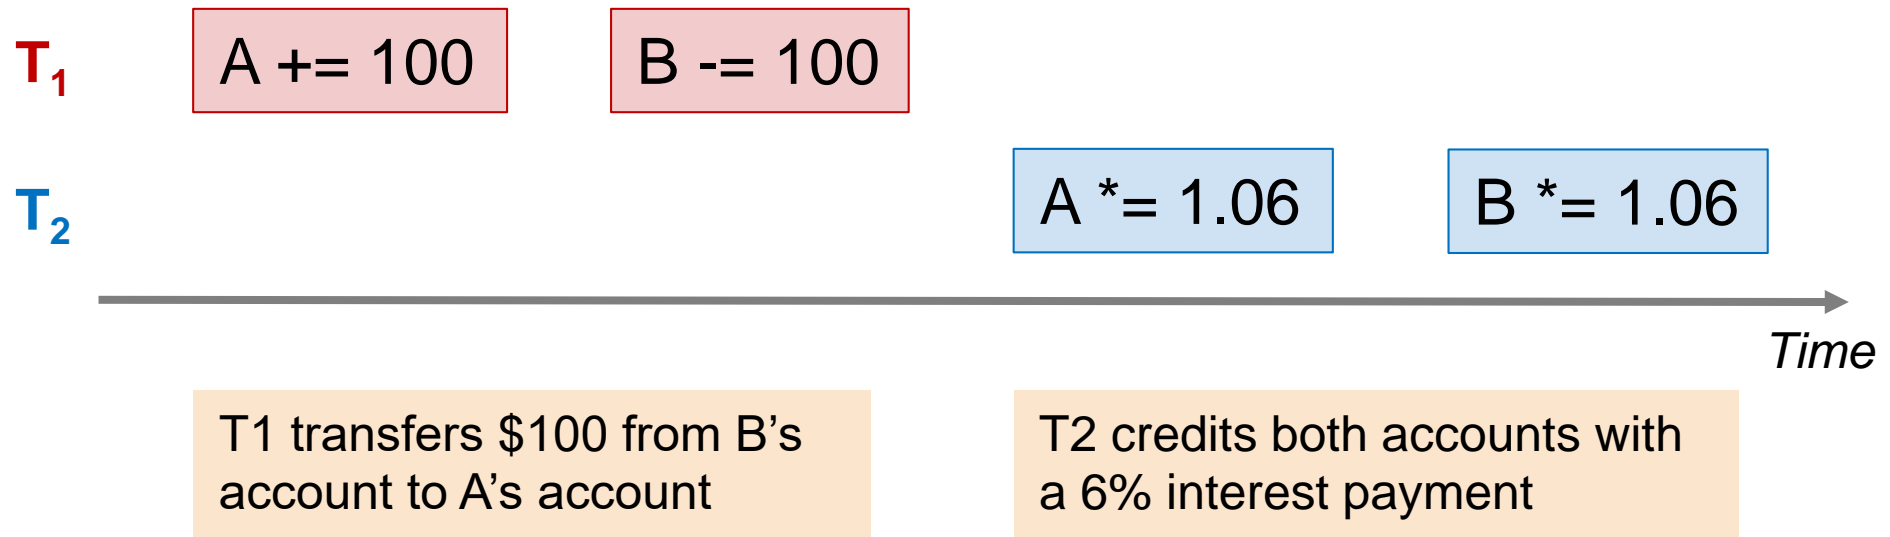 T1 A += 100 B -= 100
T2 A *= 1.06 B *= 1.06
Time
T1 transfers $100 from B’s
account to A’s account
T2 credits both accounts with
a 6% interest payment